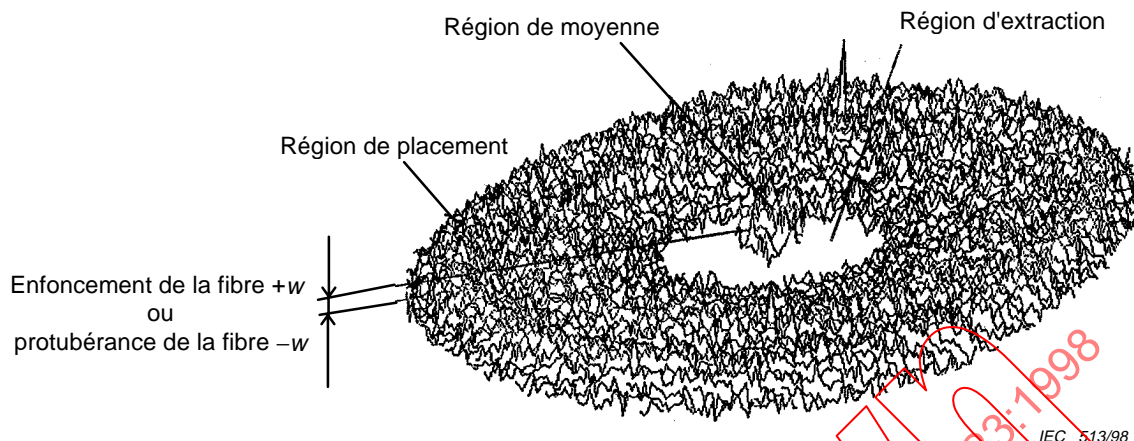 Région de moyenne
Région d'extraction
Région de placement
Enfoncement de la fibre +w
ou
protubérance de la fibre −w
:1998
IEC 513/98